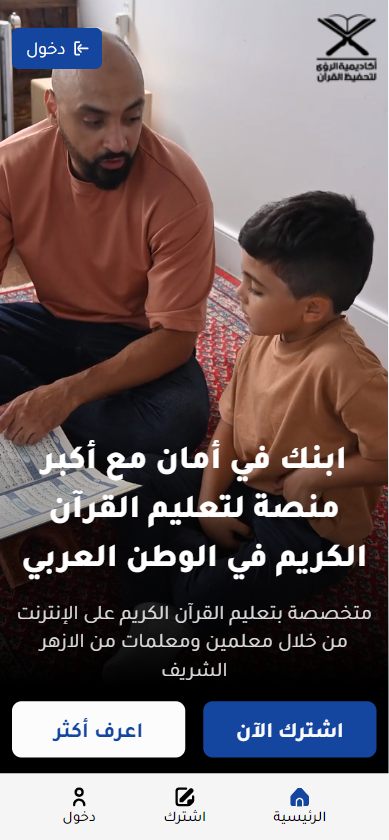 أكاديمية الرؤى
لتحفيظ القرآن
دخول
ابنك في أمان مع أكبر
منصة لتعليم القرآن
الكريم في الوطن العربي
متخصصة بتعليم القرآن الكريم على الإنترنت
من خلال معلمين ومعلمات من الازهر
الشريف
اشترك الآن
اعرف أكثر
الرئيسية
اشترك
دخول